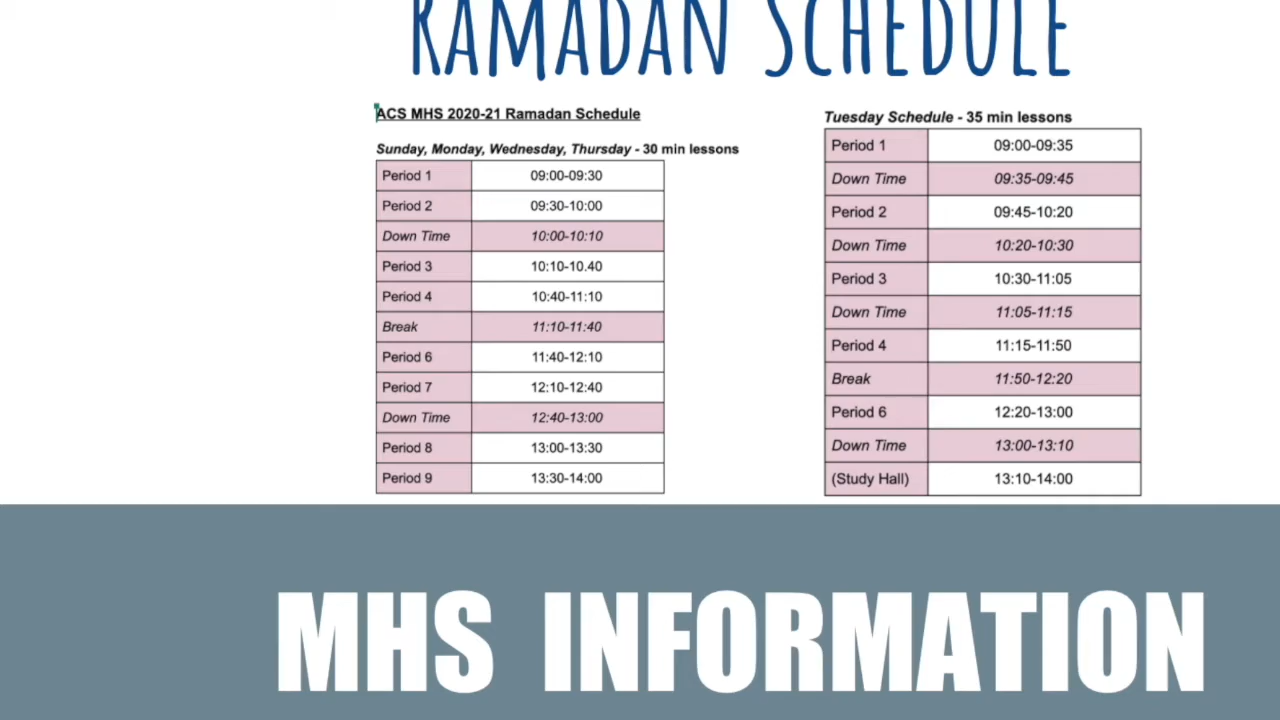 RAMADAN SCHEDULE
ACS MHS 2020-21 Ramadan Schedule
Sunday, Monday, Wednesday, Thursday - 30 min lessons
Period 1 09:00-09:30
Period 2 09:30-10:00
Down Time 10:00-10:10
Period 3 10:10-10.40
Period 4 10:40-11:10
Break 11:10-11:40
Period 6 11:40-12:10
Period 7 12:10-12:40
Down Time 12:40-13:00
Period 8 13:00-13:30
Period 9 13:30-14:00
Tuesday Schedule - 35 min lessons
Period 1 09:00-09:35
Down Time 09:35-09:45
Period 2 09:45-10:20
Down Time 10:20-10:30
Period 3 10:30-11:05
Down Time 11:05-11:15
Period 4 11:15-11:50
Break 11:50-12:20
Period 6 12:20-13:00
Down Time 13:00-13:10
(Study Hall) 13:10-14:00
MHS INFORMATION